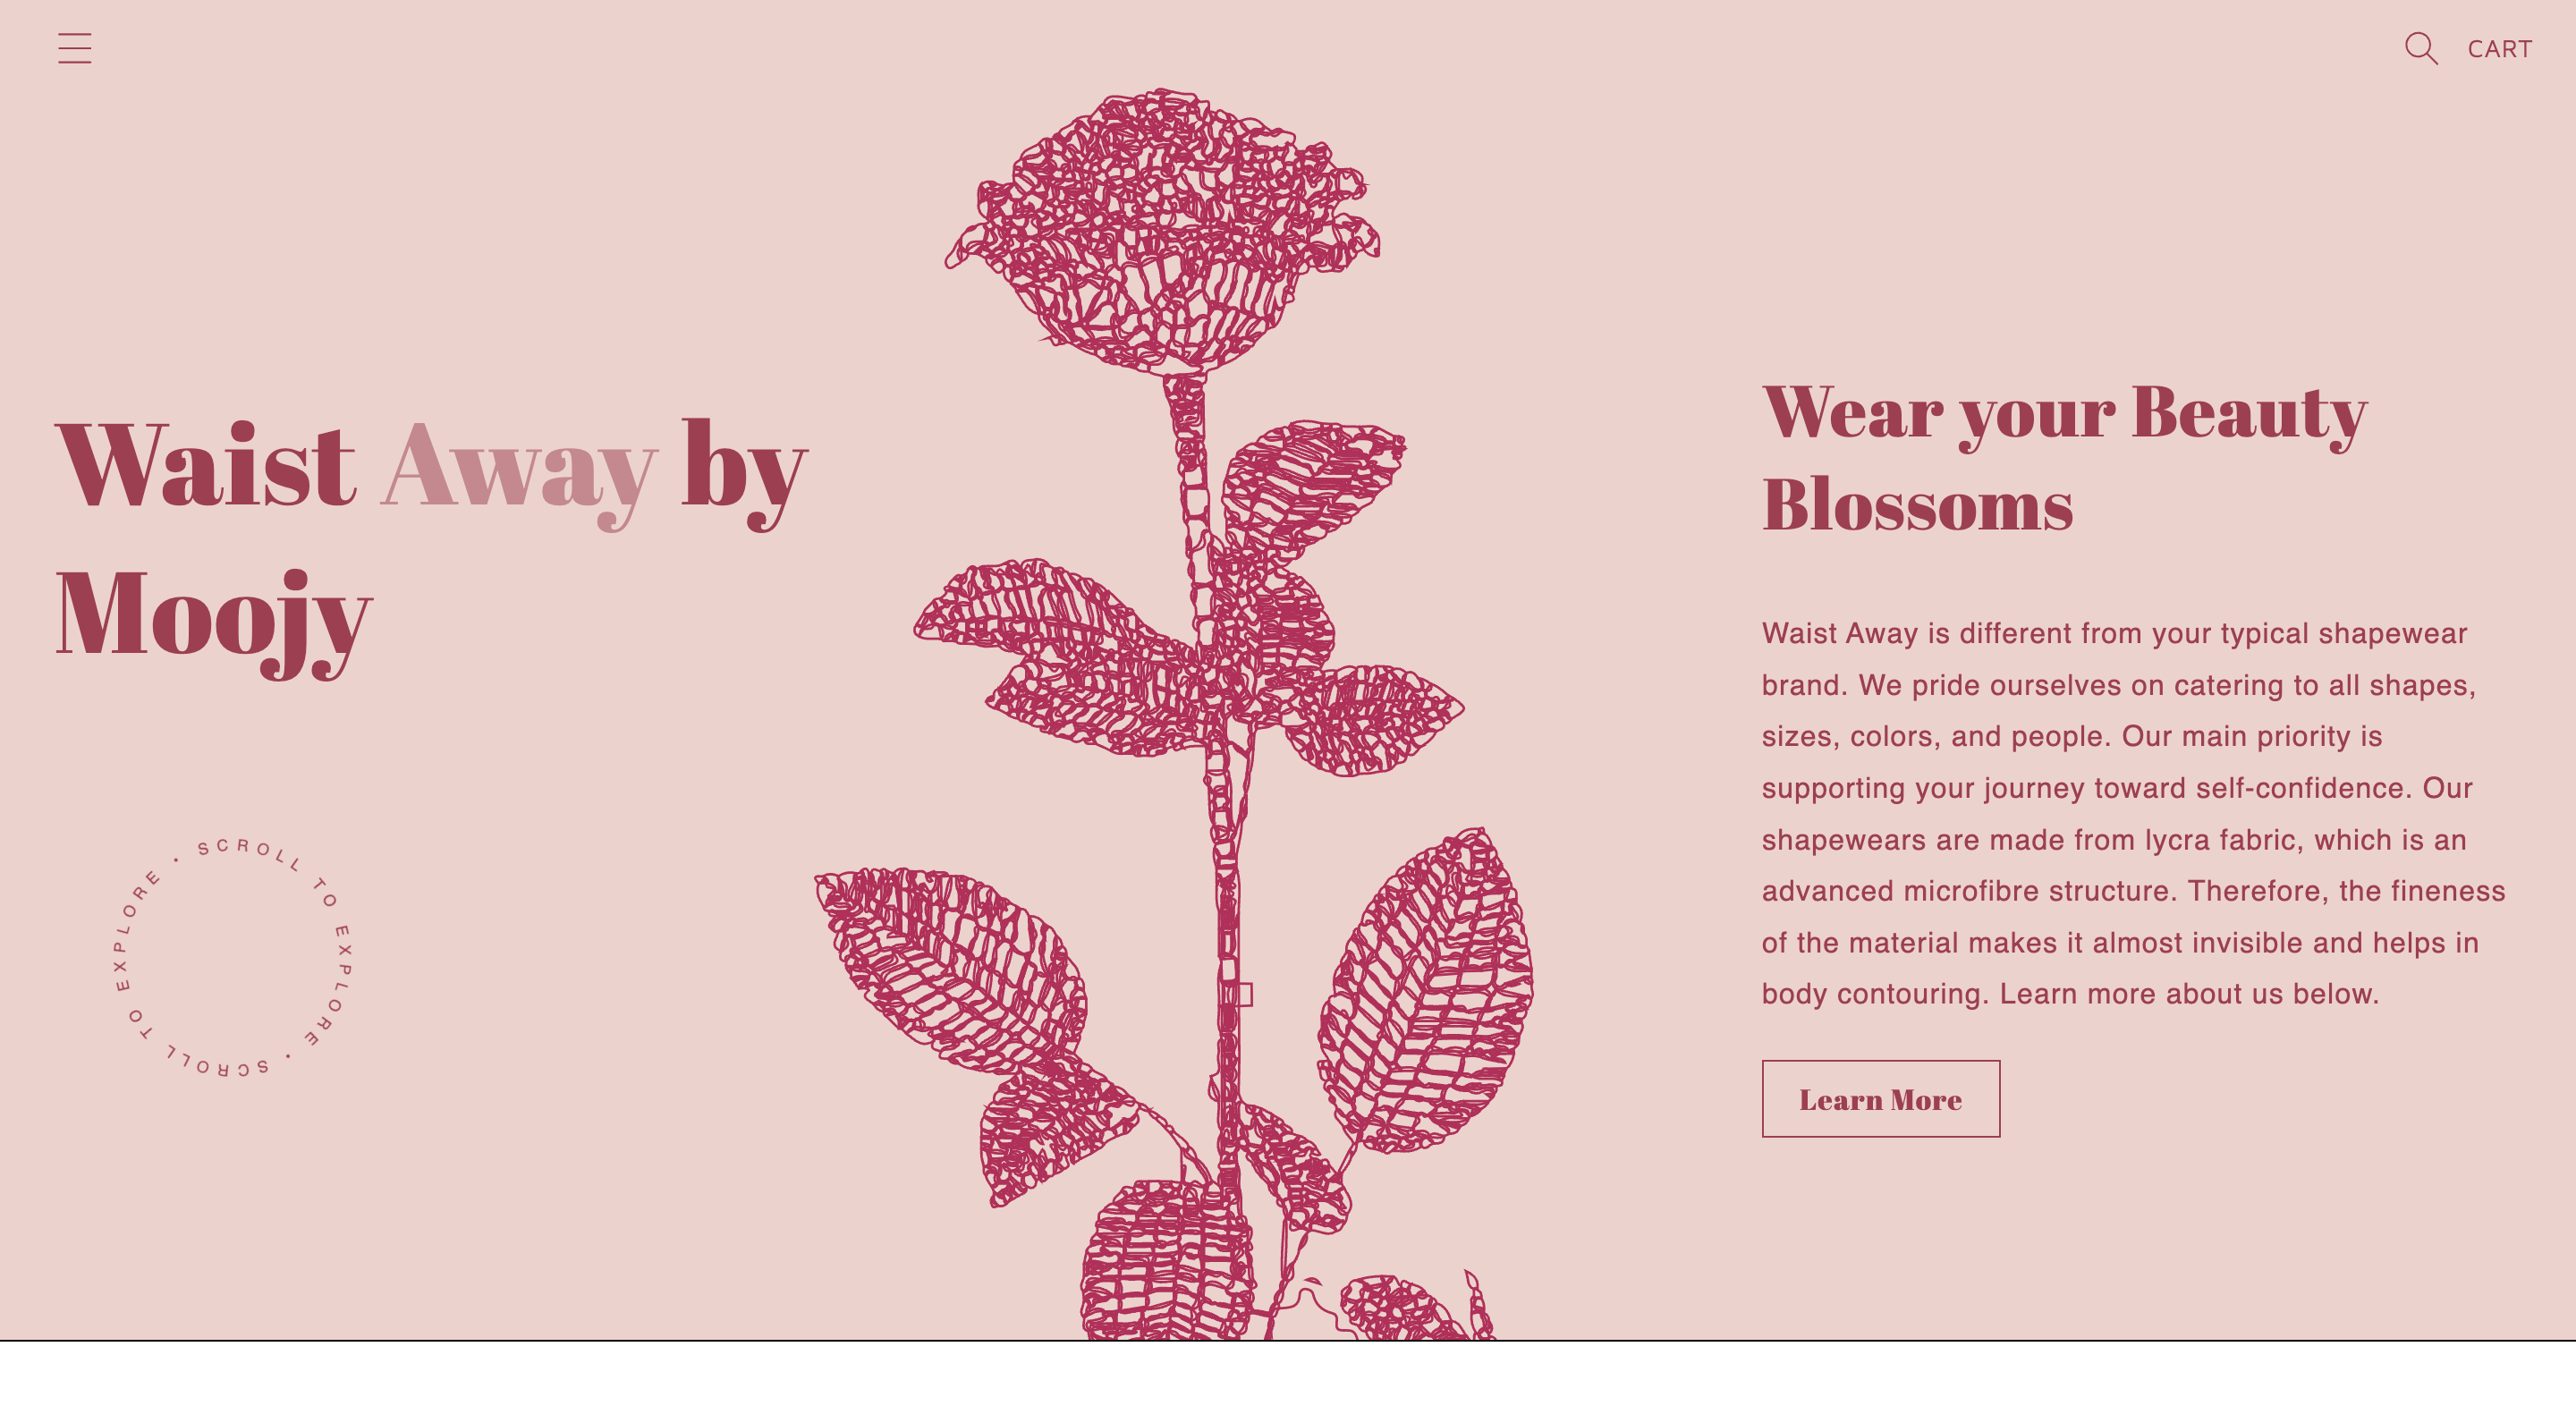 CART
Waist Away by
Moojy
SCROLL TO EXPLORE • SCROLL TO EXPLORE •
Wear your Beauty
Blossoms
Waist Away is different from your typical shapewear
brand. We pride ourselves on catering to all shapes,
sizes, colors, and people. Our main priority is
supporting your journey toward self-confidence. Our
shapewears are made from lycra fabric, which is an
advanced microfibre structure. Therefore, the fineness
of the material makes it almost invisible and helps in
body contouring. Learn more about us below.
Learn More